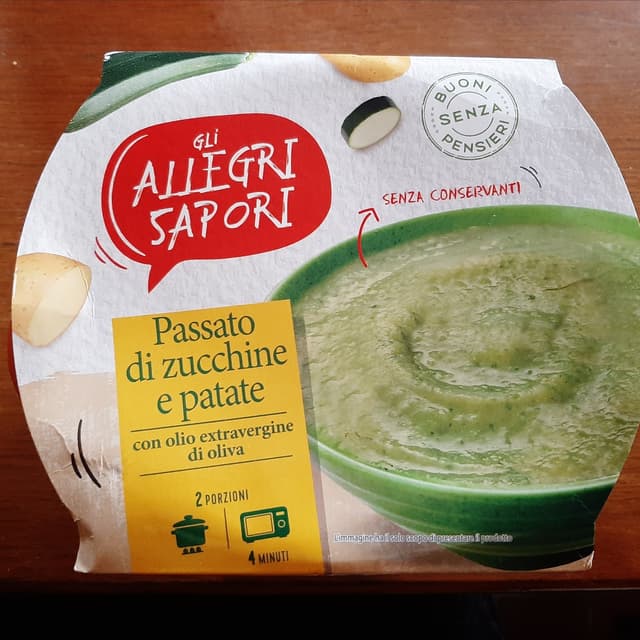 GLI
ALLEGRI
SAPORI
BUONI
SENZA
PENSIERI
SENZA CONSERVANTI
Passato
di zucchine
e patate
con olio extravergine
di oliva
2 PORZIONI
4 MINUTI
L'immagine ha il solo scopo di presentare il prodotto